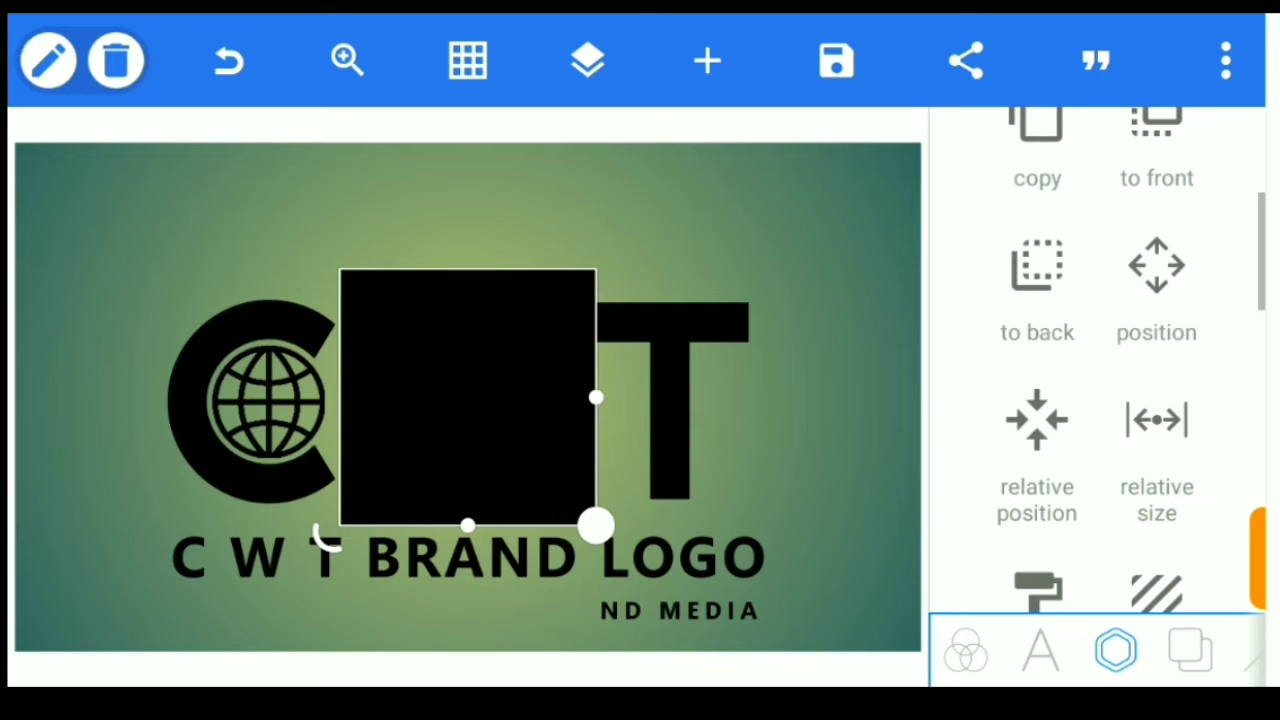 copy to front
to back position
relative position relative size
C T
C W T BRAND LOGO
ND MEDIA